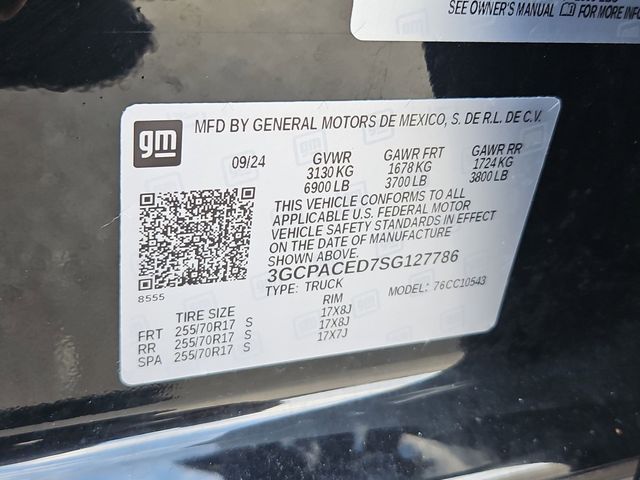 SEE OWNER'S MANUAL FOR MORE INFO
gm
MFD BY GENERAL MOTORS DE MEXICO, S. DE R.L. DE C.V.
09/24 GVWR GAWR FRT GAWR RR
3130 KG 1678 KG 1724 KG
6900 LB 3700 LB 3800 LB
THIS VEHICLE CONFORMS TO ALL
APPLICABLE U.S. FEDERAL MOTOR
VEHICLE SAFETY STANDARDS IN EFFECT
ON THE DATE OF MANUFACTURE
SHOWN ABOVE.
3GCPACED7SG127786
TYPE: TRUCK MODEL: 76CC10543
8555
TIRE SIZE RIM
FRT 255/70R17 S 17X8J
RR 255/70R17 S 17X8J
SPA 255/70R17 S 17X7J